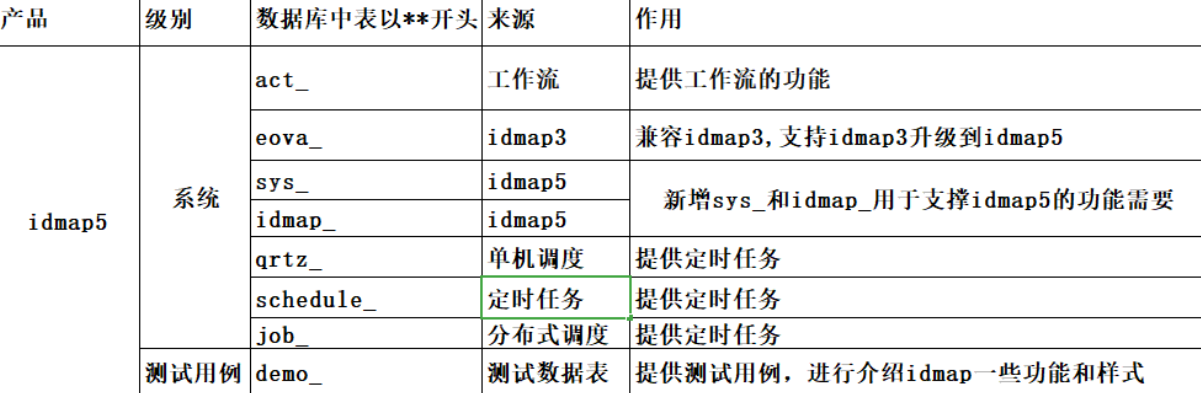 产品 级别 数据库中表以**开头 来源 作用
idmap5 系统 act_ 工作流 提供工作流的功能
eova_ idmap3 兼容idmap3,支持idmap3升级到idmap5
sys_ idmap5 新增sys_和idmap_用于支撑idmap5的功能需要
idmap_ idmap5
qrtz_ 单机调度 提供定时任务
schedule_ 定时任务 提供定时任务
job_ 分布式调度 提供定时任务
测试用例 demo_ 测试数据表 提供测试用例，进行介绍idmap一些功能和样式